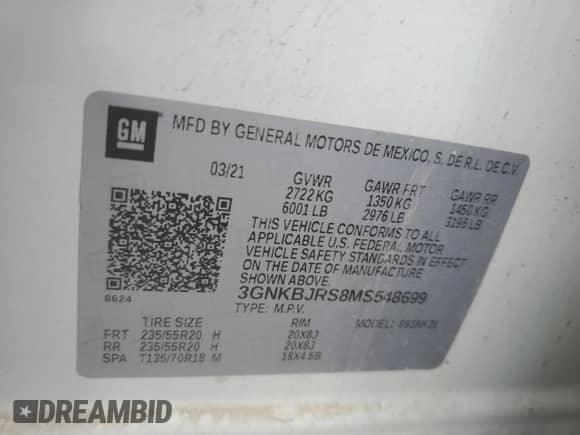 GM MFD BY GENERAL MOTORS DE MEXICO, S. DE R.L. DE C.V.
03/21 GVWR GAWR FRT GAWR RR
2722 KG 1350 KG 1450 KG
6001 LB 2976 LB 3196 LB
THIS VEHICLE CONFORMS TO ALL
APPLICABLE U.S. FEDERAL MOTOR
VEHICLE SAFETY STANDARDS IN EFFECT
ON THE DATE OF MANUFACTURE
8624 3GNKBJRS8MS548699
TYPE: M.P.V. MODEL:
TIRE SIZE RIM
FRT 235/55R20 H 20X8J
RR 235/55R20 H 20X8J
SPA T135/70R18 M 18X4.5B
DREAMBID